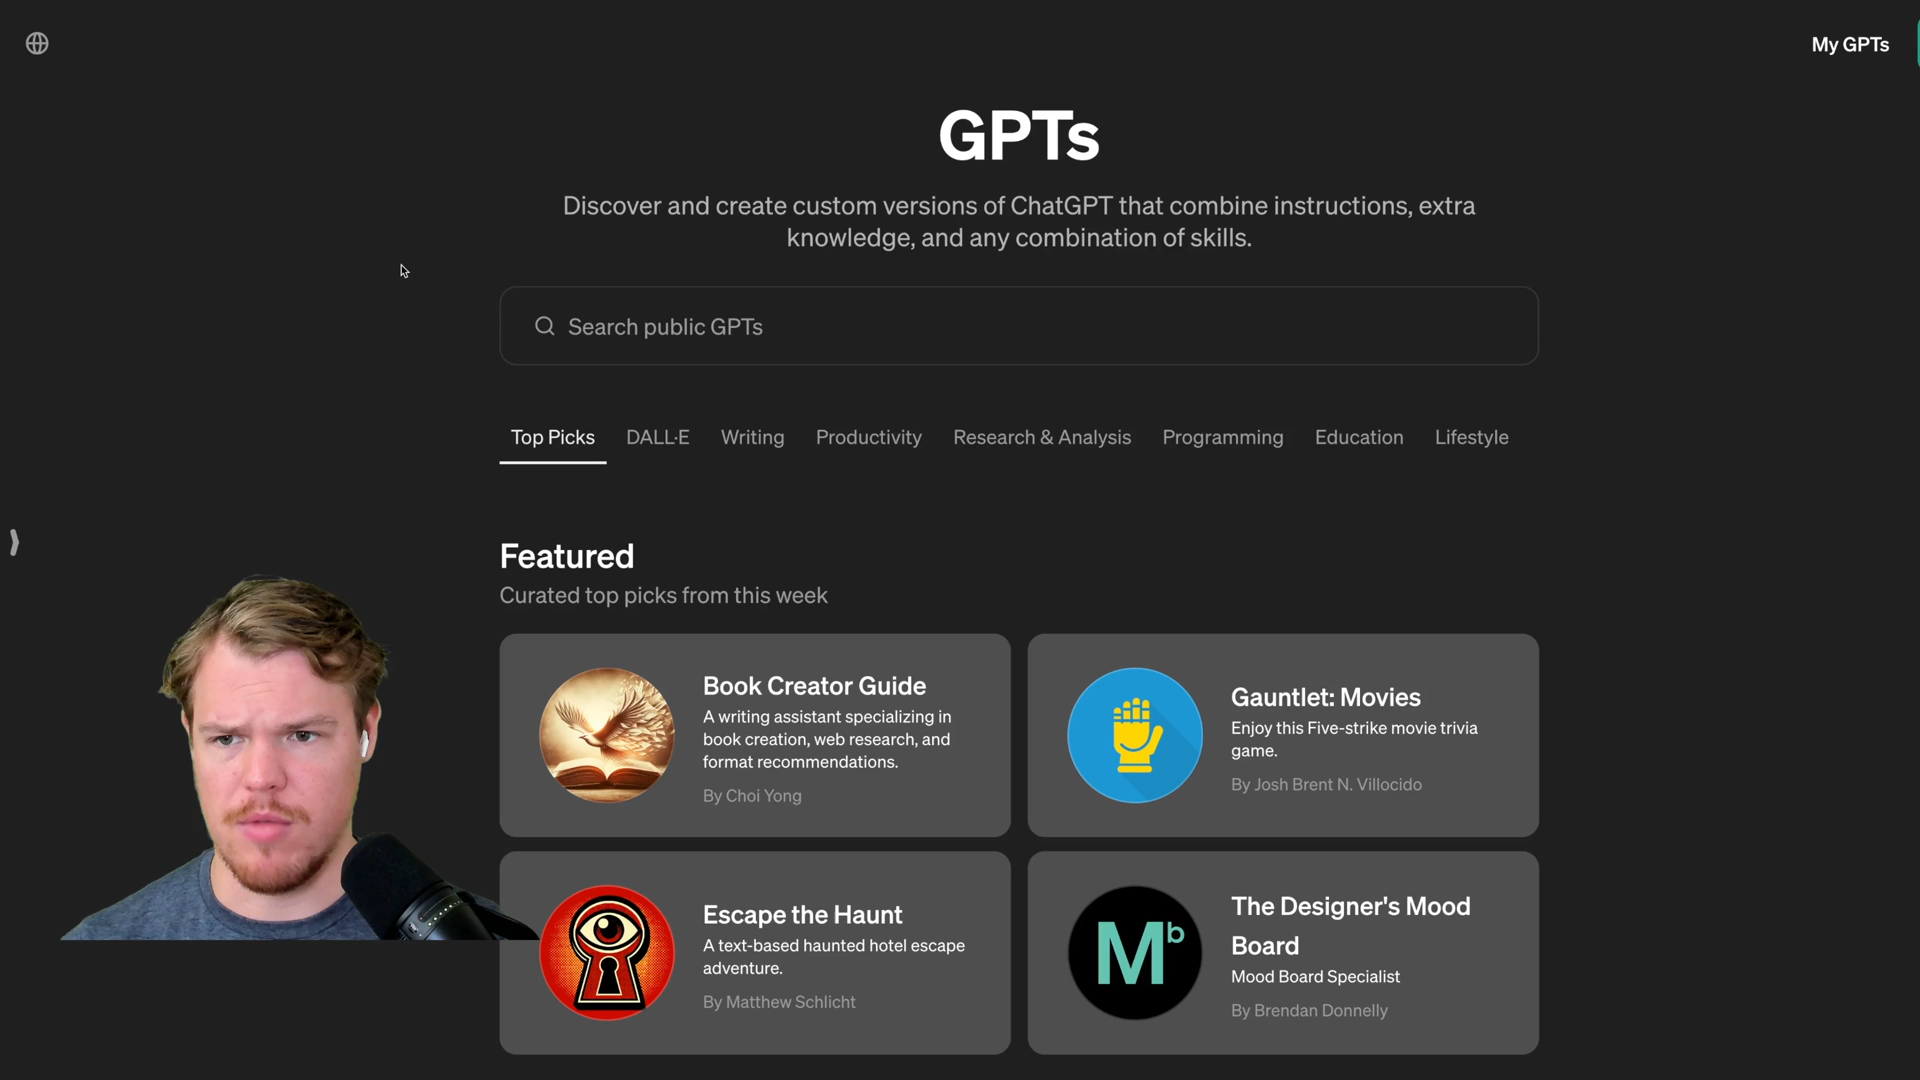 My GPTs
GPTs
Discover and create custom versions of ChatGPT that combine instructions, extra
knowledge, and any combination of skills.
Search public GPTs
Top Picks DALL·E Writing Productivity Research & Analysis Programming Education Lifestyle
Featured
Curated top picks from this week
Book Creator Guide
A writing assistant specializing in
book creation, web research, and
format recommendations.
By Choi Yong
Gauntlet: Movies
Enjoy this Five-strike movie trivia
game.
By Josh Brent N. Villocido
Escape the Haunt
A text-based haunted hotel escape
adventure.
By Matthew Schlicht
Mb
The Designer's Mood
Board
Mood Board Specialist
By Brendan Donnelly